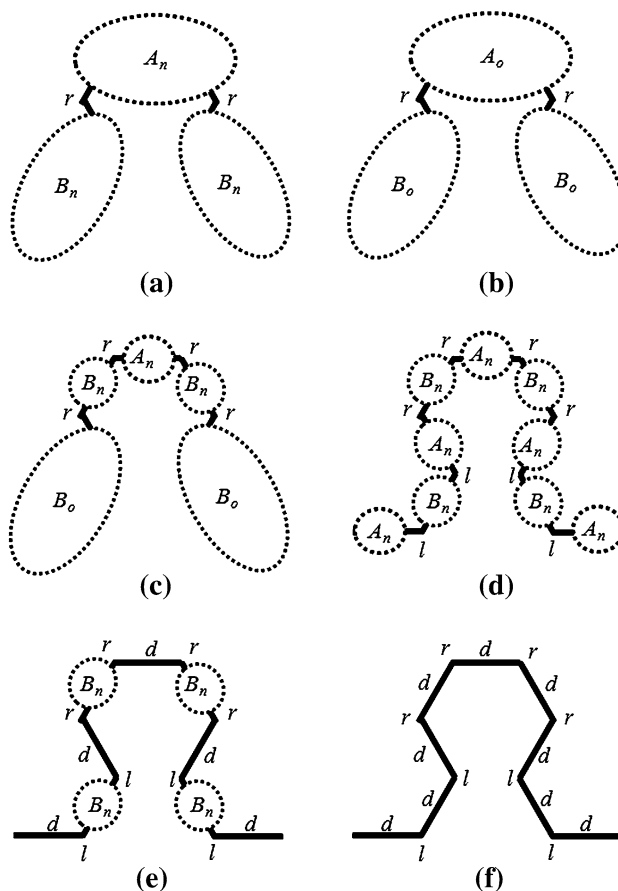 A_n A_o
r r r r
B_n B_n B_o B_o
(a) (b)
r A_n r r A_n r
B_n B_n B_n B_n
r r r r
A_n A_n
B_o B_o l l
B_n B_n
A_n l l A_n
(c) (d)
r d r r d r
B_n B_n d d
r r r r
d d d d
l l l l
B_n B_n d d
d d d d
l l l l
(e) (f)